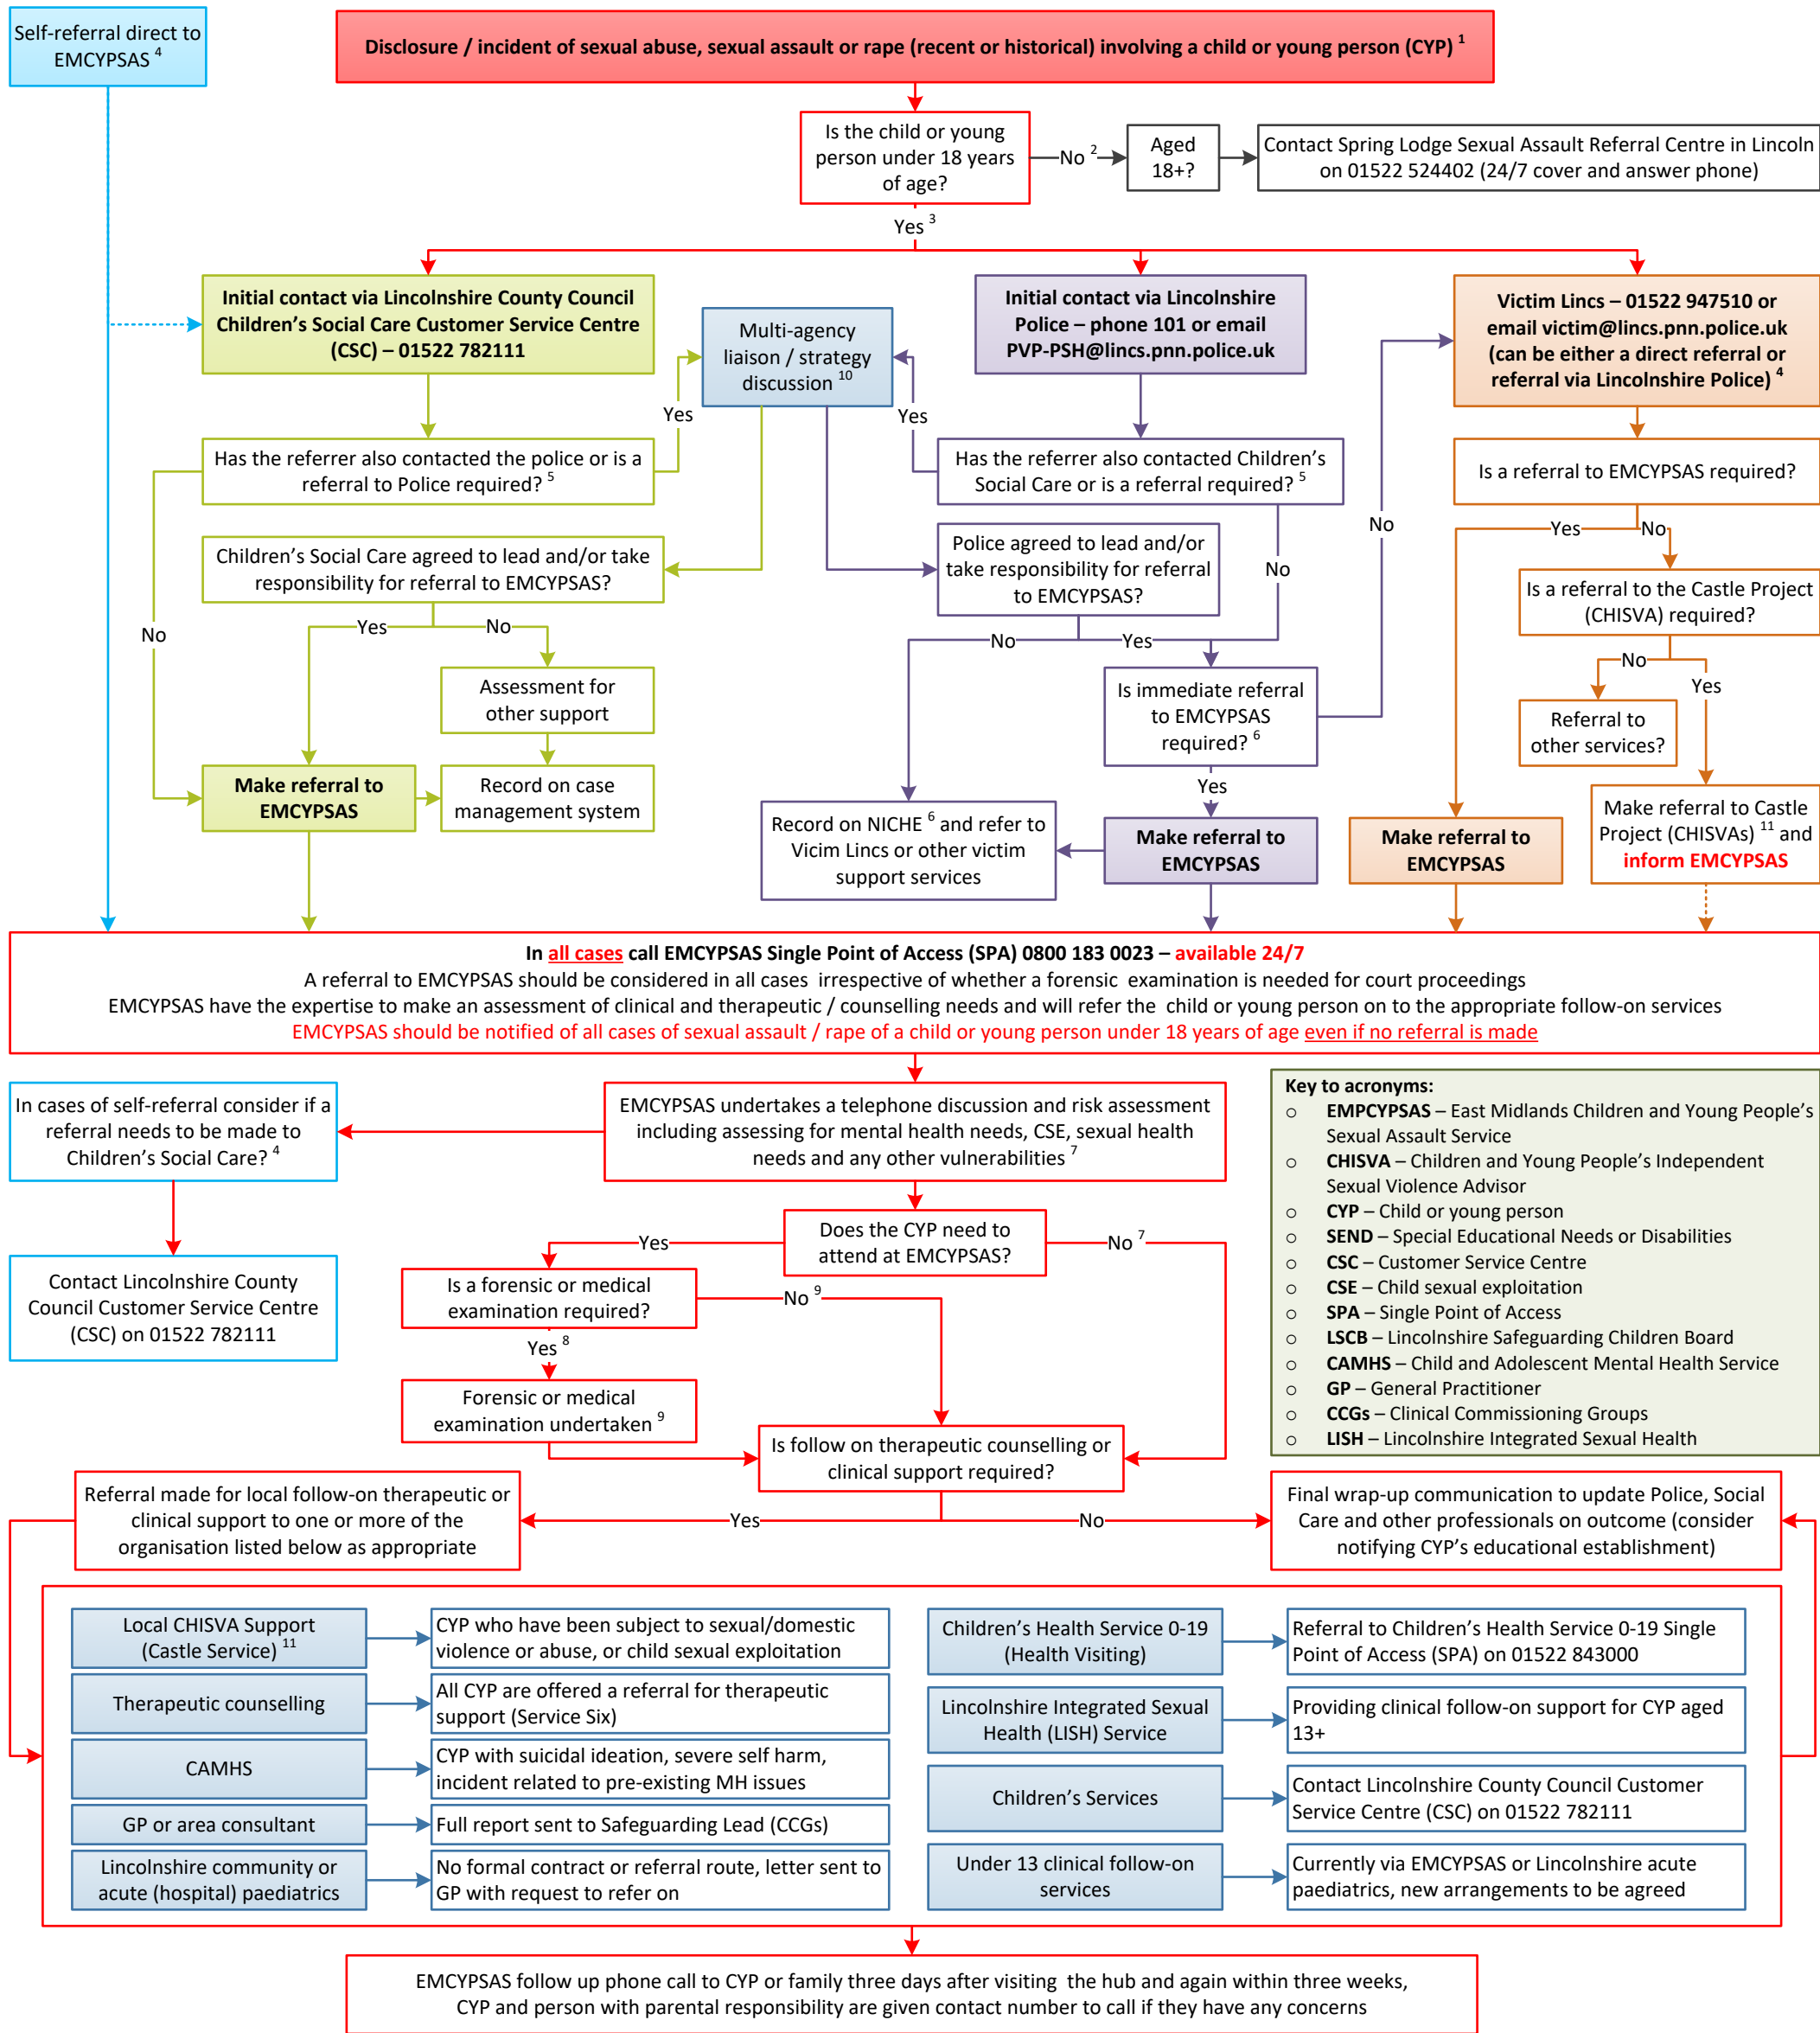 Self-referral direct to
EMCYPSAS 4
Disclosure / incident of sexual abuse, sexual assault or rape (recent or historical) involving a child or young person (CYP) 1
Is the child or young
person under 18 years
of age?
No 2
Aged
18+?
Contact Spring Lodge Sexual Assault Referral Centre in Lincoln
on 01522 524402 (24/7 cover and answer phone)
Yes 3
Initial contact via Lincolnshire County Council
Children's Social Care Customer Service Centre
(CSC) – 01522 782111
Multi-agency
liaison / strategy
discussion 10
Initial contact via Lincolnshire
Police – phone 101 or email
PVP-PSH@lincs.pnn.police.uk
Victim Lincs – 01522 947510 or
email victim@lincs.pnn.police.uk
(can be either a direct referral or
referral via Lincolnshire Police) 4
Yes
Yes
Has the referrer also contacted the police or is a
referral to Police required? 5
Has the referrer also contacted Children's
Social Care or is a referral required? 5
Is a referral to EMCYPSAS required?
No
Yes
No
Children's Social Care agreed to lead and/or take
responsibility for referral to EMCYPSAS?
Police agreed to lead and/or
take responsibility for referral
to EMCYPSAS?
No
Is a referral to the Castle Project
(CHISVA) required?
No
Yes
No
No
Yes
No
Yes
Assessment for
other support
Is immediate referral
to EMCYPSAS
required? 6
Referral to
other services?
Make referral to
EMCYPSAS
Record on case
management system
Yes
Record on NICHE 6 and refer to
Vicim Lincs or other victim
support services
Make referral to
EMCYPSAS
Make referral to
EMCYPSAS
Make referral to Castle
Project (CHISVAs) 11 and
inform EMCYPSAS
In all cases call EMCYPSAS Single Point of Access (SPA) 0800 183 0023 – available 24/7
A referral to EMCYPSAS should be considered in all cases irrespective of whether a forensic examination is needed for court proceedings
EMCYPSAS have the expertise to make an assessment of clinical and therapeutic / counselling needs and will refer the child or young person on to the appropriate follow-on services
EMCYPSAS should be notified of all cases of sexual assault / rape of a child or young person under 18 years of age even if no referral is made
In cases of self-referral consider if a
referral needs to be made to
Children's Social Care? 4
EMCYPSAS undertakes a telephone discussion and risk assessment
including assessing for mental health needs, CSE, sexual health
needs and any other vulnerabilities 7
Key to acronyms:
o EMPCYPSAS – East Midlands Children and Young People's
Sexual Assault Service
o CHISVA – Children and Young People's Independent
Sexual Violence Advisor
o CYP – Child or young person
o SEND – Special Educational Needs or Disabilities
o CSC – Customer Service Centre
o CSE – Child sexual exploitation
o SPA – Single Point of Access
o LSCB – Lincolnshire Safeguarding Children Board
o CAMHS – Child and Adolescent Mental Health Service
o GP – General Practitioner
o CCGs – Clinical Commissioning Groups
o LISH – Lincolnshire Integrated Sexual Health
Contact Lincolnshire County
Council Customer Service Centre
(CSC) on 01522 782111
Does the CYP need to
attend at EMCYPSAS?
Yes
No 7
Is a forensic or medical
examination required?
No 9
Yes 8
Forensic or medical
examination undertaken 9
Is follow on therapeutic counselling or
clinical support required?
Referral made for local follow-on therapeutic or
clinical support to one or more of the
organisation listed below as appropriate
Yes
No
Final wrap-up communication to update Police, Social
Care and other professionals on outcome (consider
notifying CYP's educational establishment)
Local CHISVA Support
(Castle Service) 11
CYP who have been subject to sexual/domestic
violence or abuse, or child sexual exploitation
Therapeutic counselling
All CYP are offered a referral for therapeutic
support (Service Six)
CAMHS
CYP with suicidal ideation, severe self harm,
incident related to pre-existing MH issues
GP or area consultant
Full report sent to Safeguarding Lead (CCGs)
Lincolnshire community or
acute (hospital) paediatrics
No formal contract or referral route, letter sent to
GP with request to refer on
Children's Health Service 0-19
(Health Visiting)
Referral to Children's Health Service 0-19 Single
Point of Access (SPA) on 01522 843000
Lincolnshire Integrated Sexual
Health (LISH) Service
Providing clinical follow-on support for CYP aged
13+
Children's Services
Contact Lincolnshire County Council Customer
Service Centre (CSC) on 01522 782111
Under 13 clinical follow-on
services
Currently via EMCYPSAS or Lincolnshire acute
paediatrics, new arrangements to be agreed
EMCYPSAS follow up phone call to CYP or family three days after visiting the hub and again within three weeks,
CYP and person with parental responsibility are given contact number to call if they have any concerns